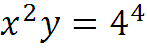 x²y = 4⁴